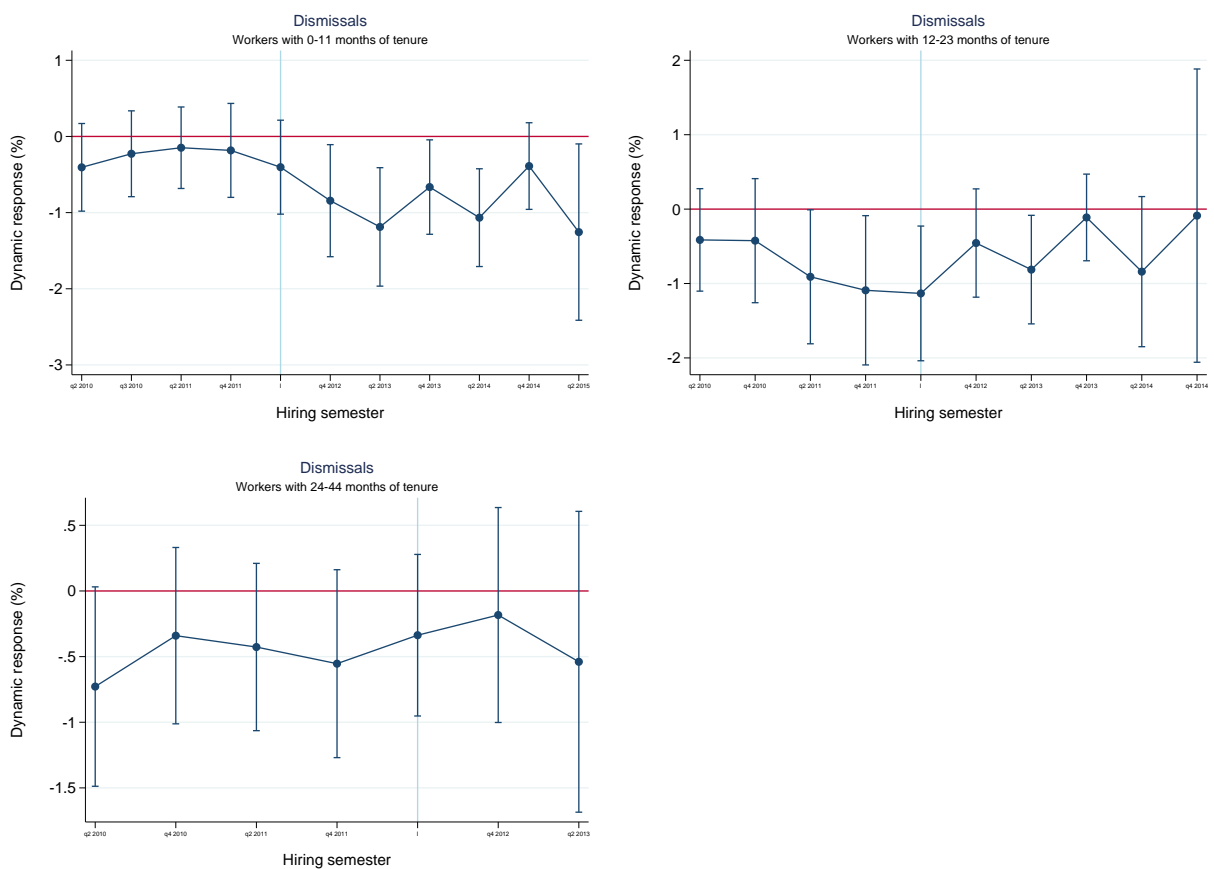 Dismissals
Workers with 0-11 months of tenure
Dynamic response (%)
1
0
-1
-2
-3
q2 2010 q3 2010 q2 2011 q4 2011 I q4 2012 q2 2013 q4 2013 q2 2014 q4 2014 q2 2015
Hiring semester
Dismissals
Workers with 12-23 months of tenure
Dynamic response (%)
2
1
0
-1
-2
q2 2010 q4 2010 q2 2011 q4 2011 I q4 2012 q2 2013 q4 2013 q2 2014 q4 2014
Hiring semester
Dismissals
Workers with 24-44 months of tenure
Dynamic response (%)
.5
0
-.5
-1
-1.5
q2 2010 q4 2010 q2 2011 q4 2011 I q4 2012 q2 2013
Hiring semester